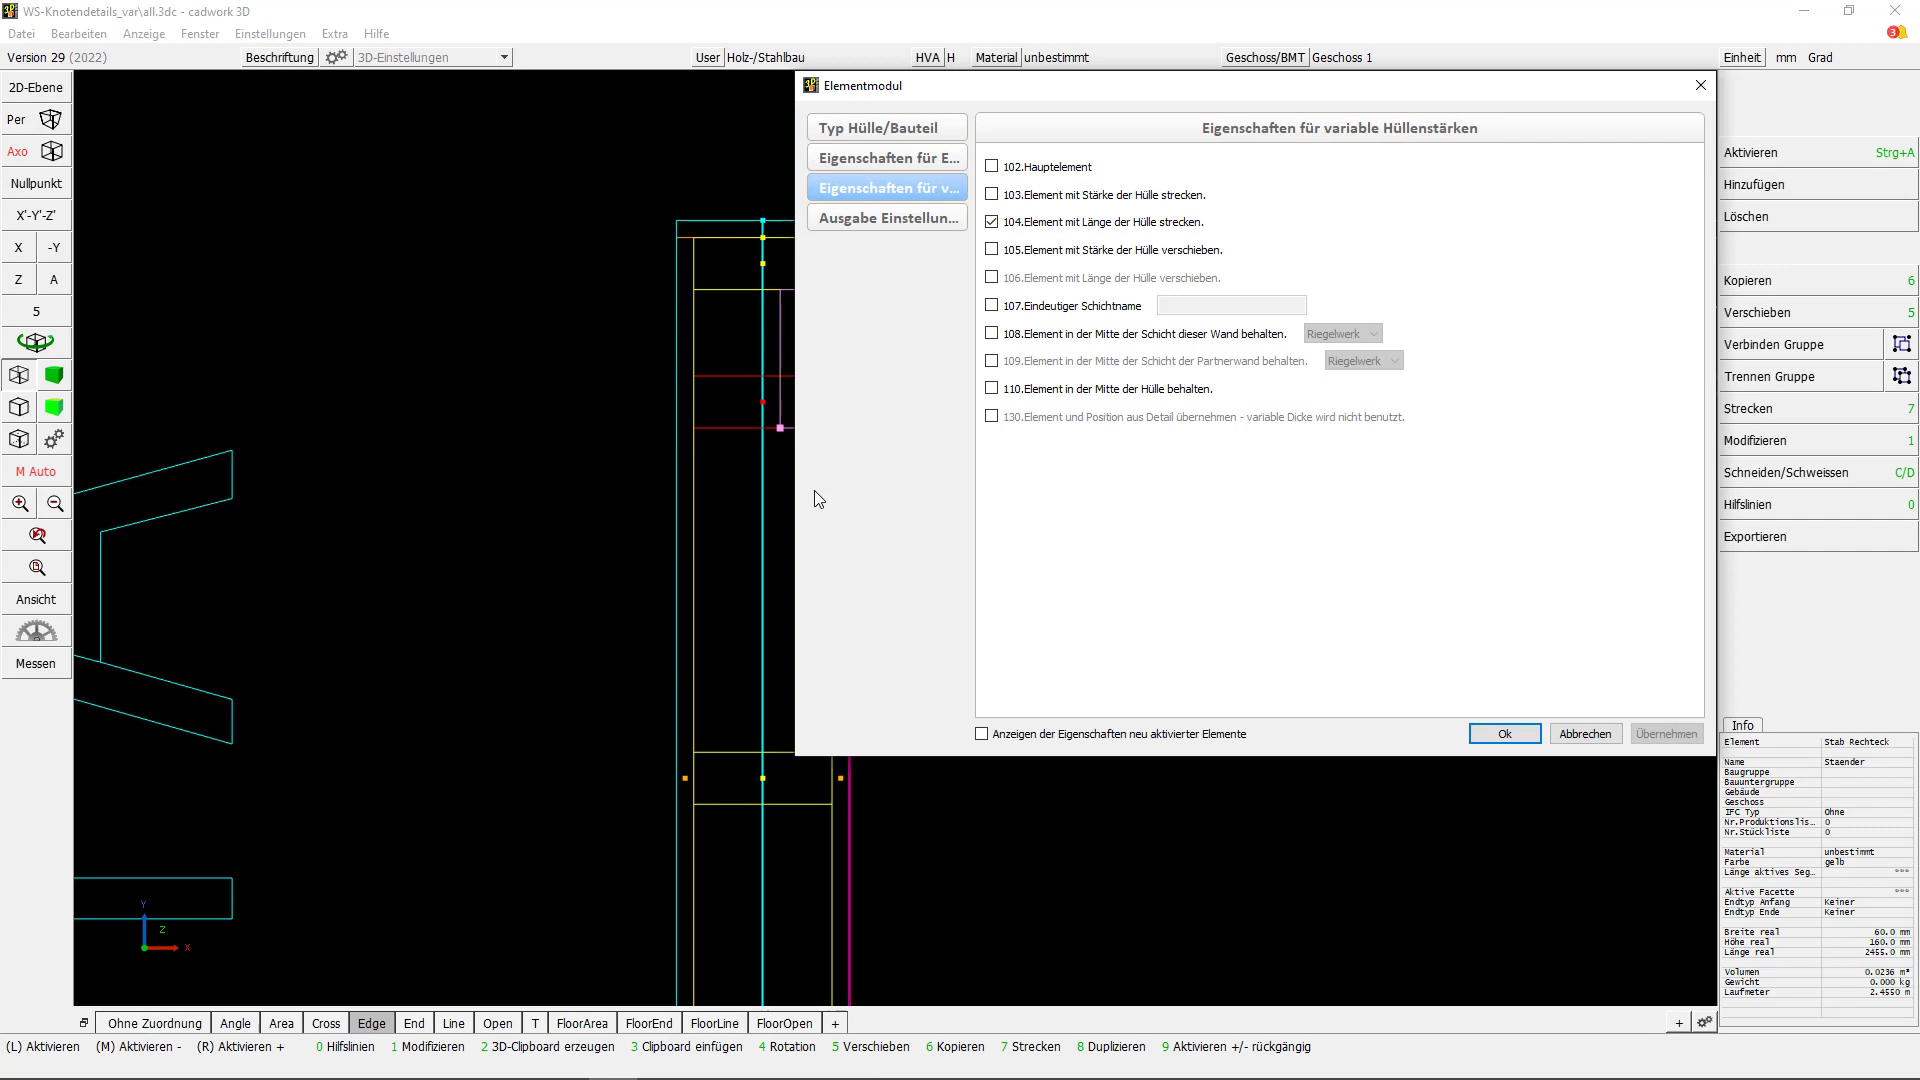 WS-Knotendetails_var\all.3dc - cadwork 3D
Datei Bearbeiten Anzeige Fenster Einstellungen Extra Hilfe
3
Version 29 (2022) Beschriftung 3D-Einstellungen User Holz-/Stahlbau HVA H Material unbestimmt Geschoss/BMT Geschoss 1 Einheit mm Grad
2D-Ebene
Per
Axo
Nullpunkt
X'-Y'-Z'
X -Y
Z A
5
M Auto
Ansicht
Messen
Elementmodul
Typ Hülle/Bauteil
Eigenschaften für E...
Eigenschaften für v...
Ausgabe Einstellun...
Eigenschaften für variable Hüllenstärken
102.Hauptelement
103.Element mit Stärke der Hülle strecken.
104.Element mit Länge der Hülle strecken.
105.Element mit Stärke der Hülle verschieben.
106.Element mit Länge der Hülle verschieben.
107.Eindeutiger Schichtname
108.Element in der Mitte der Schicht dieser Wand behalten. Riegelwerk
109.Element in der Mitte der Schicht der Partnerwand behalten. Riegelwerk
110.Element in der Mitte der Hülle behalten.
130.Element und Position aus Detail übernehmen - variable Dicke wird nicht benutzt.
Anzeigen der Eigenschaften neu aktivierter Elemente Ok Abbrechen Übernehmen
Aktivieren Strg+A
Hinzufügen
Löschen
Kopieren 6
Verschieben 5
Verbinden Gruppe
Trennen Gruppe
Strecken 7
Modifizieren 1
Schneiden/Schweissen C/D
Hilfslinien 0
Exportieren
Info
Element Stab Rechteck
Name Staender
Baugruppe
Bauuntergruppe
Gebäude
Geschoss
IFC Typ Ohne
Nr.Produktionslis... 0
Nr.Stückliste 0
Material unbestimmt
Farbe gelb
Länge aktives Seg... ***
Aktive Facette ***
Endtyp Anfang Keiner
Endtyp Ende Keiner
Breite real 60.0 mm
Höhe real 160.0 mm
Länge real 2455.0 mm
Volumen 0.0236 m³
Gewicht 0.000 kg
Laufmeter 2.4550 m
Y
Z
X
Ohne Zuordnung Angle Area Cross Edge End Line Open T FloorArea FloorEnd FloorLine FloorOpen + +
(L) Aktivieren (M) Aktivieren - (R) Aktivieren + 0 Hilfslinien 1 Modifizieren 2 3D-Clipboard erzeugen 3 Clipboard einfügen 4 Rotation 5 Verschieben 6 Kopieren 7 Strecken 8 Duplizieren 9 Aktivieren +/- rückgängig